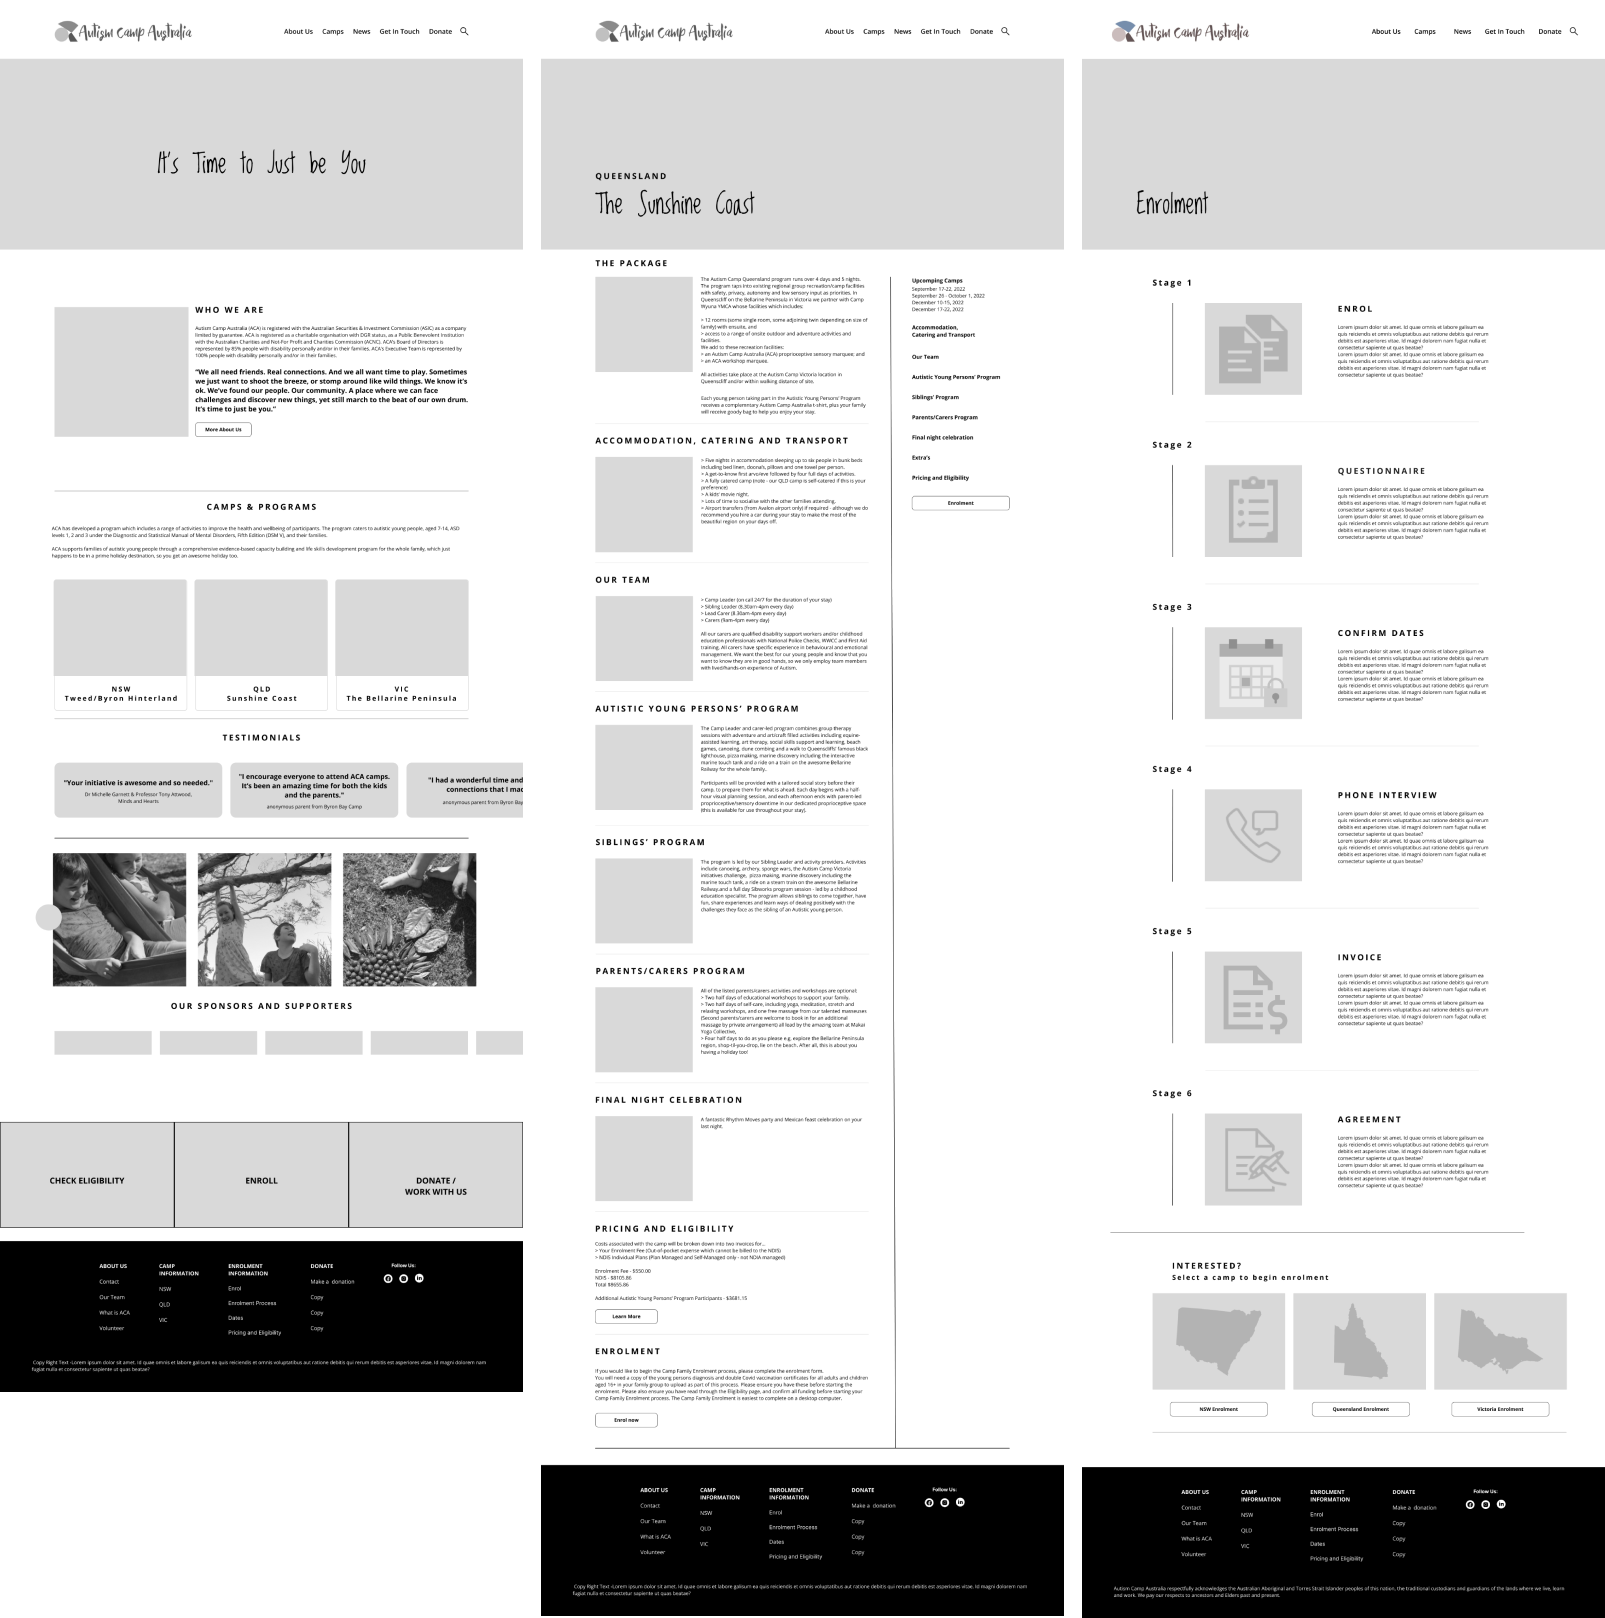 Autism Camp Australia
About Us Camps News Get In Touch Donate
It's Time to Just be You
WHO WE ARE
Autism Camp Australia (ACA) is registered with the Australian Securities & Investment Commission (ASIC) as a company
limited by guarantee. ACA is registered as a charitable organisation with DGR status, as a Public Benevolent Institution
with the Australian Charities and Not-For Profit and Charities Commission (ACNC). ACA's Board of Directors is
represented by 85% people with disability personally and/or in their families. ACA's Executive Team is represented by
100% people with disability personally and/or in their families.
"We all need friends. Real connections. And we all want time to play. Sometimes
we just want to shoot the breeze, or stomp around like wild things. We know it's
ok. We've found our people. Our community. A place where we can face
challenges and discover new things, yet still march to the beat of our own drum.
It's time to just be you."
More About Us
CAMPS & PROGRAMS
ACA has developed a program which includes a range of activities to improve the health and wellbeing of participants. The program caters to autistic young people, aged 7-14, ASD
levels 1, 2 and 3 under the Diagnostic and Statistical Manual of Mental Disorders, Fifth Edition (DSM V), and their families.
ACA supports families of autistic young people through a comprehensive evidence-based capacity building and life skills development program for the whole family, which just
happens to be in a prime holiday destination, so you get an awesome holiday too.
NSW
Tweed/Byron Hinterland
QLD
Sunshine Coast
VIC
The Bellarine Peninsula
TESTIMONIALS
"Your initiative is awesome and so needed."
Dr Michelle Garnett & Professor Tony Attwood,
Minds and Hearts
"I encourage everyone to attend ACA camps.
It's been an amazing time for both the kids
and the parents."
anonymous parent from Byron Bay Camp
"I had a wonderful time and
connections that I mad
anonymous parent from Byron Bay
OUR SPONSORS AND SUPPORTERS
CHECK ELIGIBILITY
ENROLL
DONATE /
WORK WITH US
ABOUT US
Contact
Our Team
What is ACA
Volunteer
CAMP
INFORMATION
NSW
QLD
VIC
ENROLMENT
INFORMATION
Enrol
Enrolment Process
Dates
Pricing and Eligibility
DONATE
Make a donation
Copy
Copy
Copy
Follow Us:
Copy Right Text -Lorem ipsum dolor sit amet. Id quae omnis et labore galisum ea quis reiciendis et omnis voluptatibus aut ratione debitis qui rerum debitis est asperiores vitae. Id magni dolorem nam
fugiat nulla et consectetur sapiente ut quas beatae?
Autism Camp Australia
About Us Camps News Get In Touch Donate
QUEENSLAND
The Sunshine Coast
THE PACKAGE
The Autism Camp Queensland program runs over 4 days and 5 nights.
The program taps into existing regional group recreation/camp facilities
with safety, privacy, autonomy and low sensory input as priorities. In
Queenscliff on the Bellarine Peninsula in Victoria we partner with Camp
Wyuna YMCA whose facilities which includes:
> 12 rooms (some single room, some adjoining twin depending on size of
family) with ensuite, and
> access to a range of onsite outdoor and adventure activities and
facilities.
We add to these recreation facilities:
> an Autism Camp Australia (ACA) proprioceptive sensory marquee; and
> an ACA workshop marquee.
All activities take place at the Autism Camp Victoria location in
Queenscliff and/or within walking distance of site.
Each young person taking part in the Autistic Young Persons' Program
receives a complementary Autism Camp Australia t-shirt, plus your family
will receive goody bag to help you enjoy your stay.
ACCOMMODATION, CATERING AND TRANSPORT
> Five nights in accommodation sleeping up to six people in bunk beds
including bed linen, doona's, pillows and one towel per person.
> A get-to-know first arvo/eve followed by four full days of activities.
> A fully catered camp (note - our QLD camp is self-catered if this is your
preference)
> A kids' movie night.
> Lots of time to socialise with the other families attending.
> Airport transfers (from Avalon airport only) if required - although we do
recommend you hire a car during your stay to make the most of the
beautiful region on your days off.
OUR TEAM
> Camp Leader (on call 24/7 for the duration of your stay)
> Sibling Leader (8.30am-4pm every day)
> Lead Carer (8.30am-4pm every day)
> Carers (9am-4pm every day)
All our carers are qualified disability support workers and/or childhood
education professionals with National Police Checks, WWCC and First Aid
training. All carers have specific experience in behavioural and emotional
management. We want the best for our young people and know that you
want to know they are in good hands, so we only employ team members
with lived/hands-on experience of Autism.
AUTISTIC YOUNG PERSONS' PROGRAM
The Camp Leader and carer-led program combines group therapy
sessions with adventure and art/craft filled activities including equine-
assisted learning, art therapy, social skills support and learning, beach
games, canoeing, dune combing and a walk to Queenscliffs' famous black
lighthouse, pizza making, marine discovery including the interactive
marine touch tank and a ride on a train on the awesome Bellarine
Railway for the whole family.
Participants will be provided with a tailored social story before their
camp, to prepare them for what is ahead. Each day begins with a half-
hour visual planning session, and each afternoon ends with parent-led
proprioceptive/sensory downtime in our dedicated proprioceptive space
(this is available for use throughout your stay).
SIBLINGS' PROGRAM
The program is led by our Sibling Leader and activity providers. Activities
include canoeing, archery, sponge wars, the Autism Camp Victoria
initiatives challenge, pizza making, marine discovery including the
marine touch tank, a ride on a steam train on the awesome Bellarine
Railway.and a full day Sibworks program session - led by a childhood
education specialist. The program allows siblings to come together, have
fun, share experiences and learn ways of dealing positively with the
challenges they face as the sibling of an Autistic young person.
PARENTS/CARERS PROGRAM
All of the listed parents/carers activities and workshops are optional:
> Two half days of educational workshops to support your family.
> Two half days of self-care, including yoga, meditation, stretch and
relaxing workshops, and one free massage from our talented masseuses
(Second parents/carers are welcome to book in for an additional
massage by private arrangement) all lead by the amazing team at Makai
Yoga Collective,
> Four half days to do as you please e.g. explore the Bellarine Peninsula
region, shop-til-you-drop, lie on the beach. After all, this is about you
having a holiday too!
FINAL NIGHT CELEBRATION
A fantastic Rhythm Moves party and Mexican feast celebration on your
last night.
PRICING AND ELIGIBILITY
Costs associated with the camp will be broken down into two invoices for...
> Your Enrolment Fee (Out-of-pocket expense which cannot be billed to the NDIS)
> NDIS Individual Plans (Plan Managed and Self-Managed only - not NDIA managed)
Enrolment Fee - $550.00
NDIS - $8105.86
Total $8655.86
Additional Autistic Young Persons' Program Participants - $3681.15
Learn More
ENROLMENT
If you would like to begin the Camp Family Enrolment process, please complete the enrolment form.
You will need a copy of the young persons diagnosis and double Covid vaccination certificates for all adults and children
aged 16+ in your family group to upload as part of this process. Please ensure you have these before starting the
enrolment. Please also ensure you have read through the Eligibility page, and confirm all funding before starting your
Camp Family Enrolment process. The Camp Family Enrolment is easiest to complete on a desktop computer.
Enrol now
Upcomping Camps
September 17-22, 2022
September 26 - October 1, 2022
December 10-15, 2022
December 17-22, 2022
Accommodation,
Catering and Transport
Our Team
Autistic Young Persons' Program
Siblings' Program
Parents/Carers Program
Final night celebration
Extra's
Pricing and Eligibility
Enrolment
ABOUT US
Contact
Our Team
What is ACA
Volunteer
CAMP
INFORMATION
NSW
QLD
VIC
ENROLMENT
INFORMATION
Enrol
Enrolment Process
Dates
Pricing and Eligibility
DONATE
Make a donation
Copy
Copy
Copy
Follow Us:
Copy Right Text -Lorem ipsum dolor sit amet. Id quae omnis et labore galisum ea quis reiciendis et omnis voluptatibus aut ratione debitis qui rerum debitis est asperiores vitae. Id magni dolorem nam
fugiat nulla et consectetur sapiente ut quas beatae?
Autism Camp Australia
About Us Camps News Get In Touch Donate
Enrolment
Stage 1
ENROL
Lorem ipsum dolor sit amet. Id quae omnis et labore galisum ea
quis reiciendis et omnis voluptatibus aut ratione debitis qui rerum
debitis est asperiores vitae. Id magni dolorem nam fugiat nulla et
consectetur sapiente ut quas beatae?
Lorem ipsum dolor sit amet. Id quae omnis et labore galisum ea
quis reiciendis et omnis voluptatibus aut ratione debitis qui rerum
debitis est asperiores vitae. Id magni dolorem nam fugiat nulla et
consectetur sapiente ut quas beatae?
Stage 2
QUESTIONNAIRE
Lorem ipsum dolor sit amet. Id quae omnis et labore galisum ea
quis reiciendis et omnis voluptatibus aut ratione debitis qui rerum
debitis est asperiores vitae. Id magni dolorem nam fugiat nulla et
consectetur sapiente ut quas beatae?
Lorem ipsum dolor sit amet. Id quae omnis et labore galisum ea
quis reiciendis et omnis voluptatibus aut ratione debitis qui rerum
debitis est asperiores vitae. Id magni dolorem nam fugiat nulla et
consectetur sapiente ut quas beatae?
Stage 3
CONFIRM DATES
Lorem ipsum dolor sit amet. Id quae omnis et labore galisum ea
quis reiciendis et omnis voluptatibus aut ratione debitis qui rerum
debitis est asperiores vitae. Id magni dolorem nam fugiat nulla et
consectetur sapiente ut quas beatae?
Lorem ipsum dolor sit amet. Id quae omnis et labore galisum ea
quis reiciendis et omnis voluptatibus aut ratione debitis qui rerum
debitis est asperiores vitae. Id magni dolorem nam fugiat nulla et
consectetur sapiente ut quas beatae?
Stage 4
PHONE INTERVIEW
Lorem ipsum dolor sit amet. Id quae omnis et labore galisum ea
quis reiciendis et omnis voluptatibus aut ratione debitis qui rerum
debitis est asperiores vitae. Id magni dolorem nam fugiat nulla et
consectetur sapiente ut quas beatae?
Lorem ipsum dolor sit amet. Id quae omnis et labore galisum ea
quis reiciendis et omnis voluptatibus aut ratione debitis qui rerum
debitis est asperiores vitae. Id magni dolorem nam fugiat nulla et
consectetur sapiente ut quas beatae?
Stage 5
INVOICE
Lorem ipsum dolor sit amet. Id quae omnis et labore galisum ea
quis reiciendis et omnis voluptatibus aut ratione debitis qui rerum
debitis est asperiores vitae. Id magni dolorem nam fugiat nulla et
consectetur sapiente ut quas beatae?
Lorem ipsum dolor sit amet. Id quae omnis et labore galisum ea
quis reiciendis et omnis voluptatibus aut ratione debitis qui rerum
debitis est asperiores vitae. Id magni dolorem nam fugiat nulla et
consectetur sapiente ut quas beatae?
Stage 6
AGREEMENT
Lorem ipsum dolor sit amet. Id quae omnis et labore galisum ea
quis reiciendis et omnis voluptatibus aut ratione debitis qui rerum
debitis est asperiores vitae. Id magni dolorem nam fugiat nulla et
consectetur sapiente ut quas beatae?
Lorem ipsum dolor sit amet. Id quae omnis et labore galisum ea
quis reiciendis et omnis voluptatibus aut ratione debitis qui rerum
debitis est asperiores vitae. Id magni dolorem nam fugiat nulla et
consectetur sapiente ut quas beatae?
INTERESTED?
Select a camp to begin enrolment
NSW Enrolment
Queensland Enrolment
Victoria Enrolment
ABOUT US
Contact
Our Team
What is ACA
Volunteer
CAMP
INFORMATION
NSW
QLD
VIC
ENROLMENT
INFORMATION
Enrol
Enrolment Process
Dates
Pricing and Eligibility
DONATE
Make a donation
Copy
Copy
Copy
Follow Us:
Autism Camp Australia respectfully acknowledges the Australian Aboriginal and Torres Strait Islander peoples of this nation, the traditional custodians and guardians of the lands where we live, learn
and work. We pay our respects to ancestors and Elders past and present.